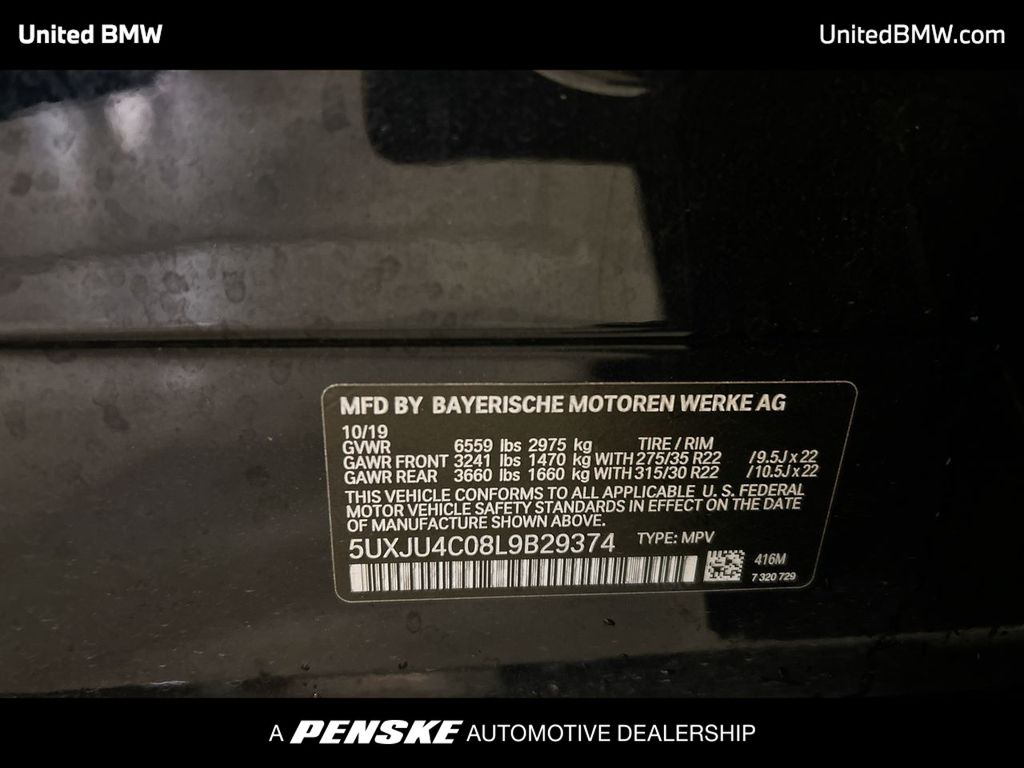 United BMW
UnitedBMW.com
MFD BY BAYERISCHE MOTOREN WERKE AG
10/19
GVWR 6559 lbs 2975 kg TIRE / RIM
GAWR FRONT 3241 lbs 1470 kg WITH 275/35 R22 /9.5J x 22
GAWR REAR 3660 lbs 1660 kg WITH 315/30 R22 /10.5J x 22
THIS VEHICLE CONFORMS TO ALL APPLICABLE U. S. FEDERAL
MOTOR VEHICLE SAFETY STANDARDS IN EFFECT ON THE DATE
OF MANUFACTURE SHOWN ABOVE.
5UXJU4C08L9B29374 TYPE: MPV
416M
7 320 729
A PENSKE AUTOMOTIVE DEALERSHIP